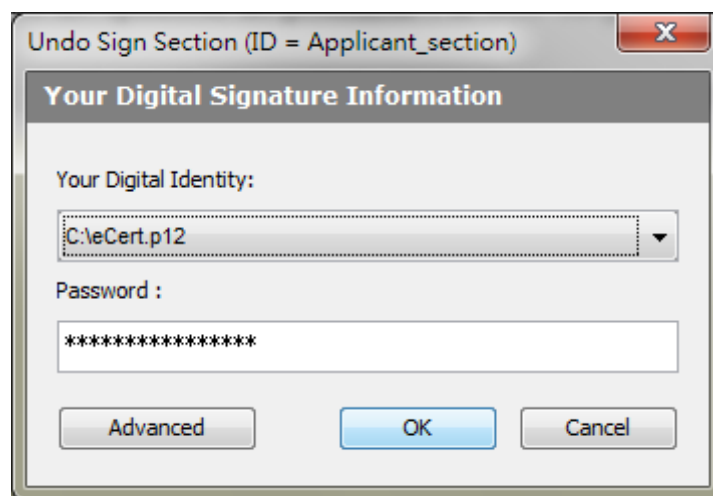 Undo Sign Section (ID = Applicant_section)
Your Digital Signature Information
Your Digital Identity:
C:\eCert.p12
Password :
****************
Advanced OK Cancel